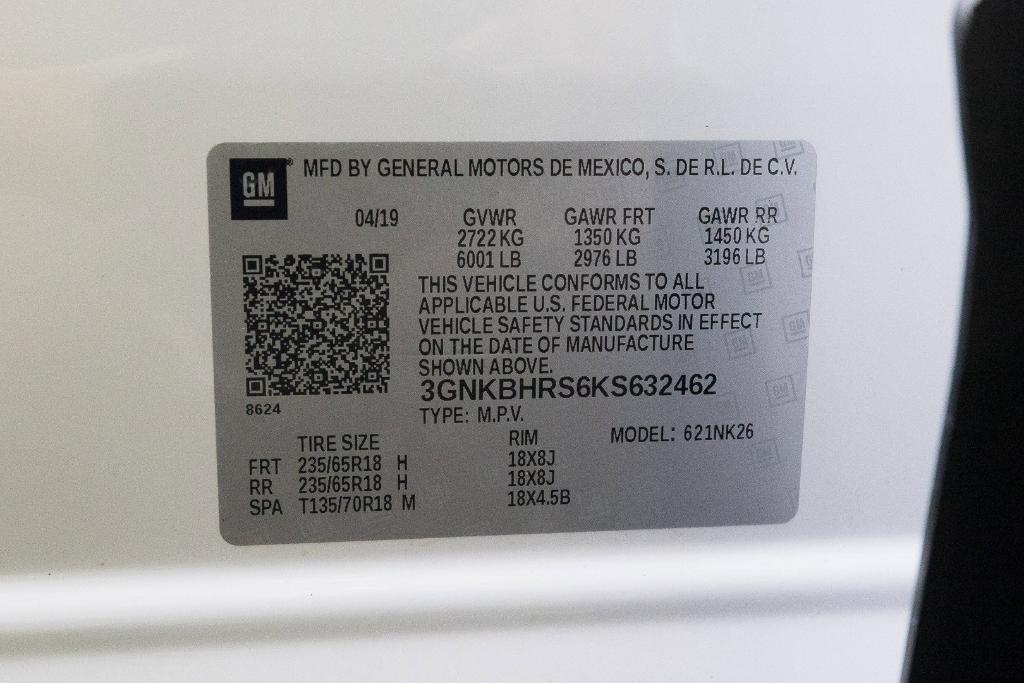 GM® MFD BY GENERAL MOTORS DE MEXICO, S. DE R.L. DE C.V.
04/19 GVWR GAWR FRT GAWR RR
2722 KG 1350 KG 1450 KG
6001 LB 2976 LB 3196 LB
THIS VEHICLE CONFORMS TO ALL
APPLICABLE U.S. FEDERAL MOTOR
VEHICLE SAFETY STANDARDS IN EFFECT
ON THE DATE OF MANUFACTURE
SHOWN ABOVE.
3GNKBHRS6KS632462
8624
TYPE: M.P.V.
TIRE SIZE RIM MODEL: 621NK26
FRT 235/65R18 H 18X8J
RR 235/65R18 H 18X8J
SPA T135/70R18 M 18X4.5B